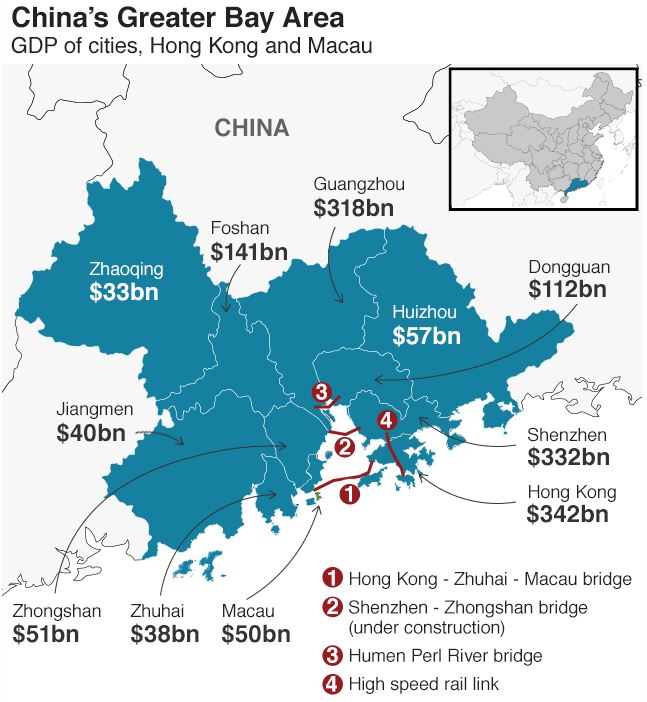 China's Greater Bay Area
GDP of cities, Hong Kong and Macau
CHINA
Guangzhou
$318bn
Foshan
$141bn
Zhaoqing
$33bn
Dongguan
$112bn
Huizhou
$57bn
3
4
Jiangmen
$40bn
2
Shenzhen
$332bn
1
Hong Kong
$342bn
Zhongshan
$51bn
Zhuhai
$38bn
Macau
$50bn
1 Hong Kong - Zhuhai - Macau bridge
2 Shenzhen - Zhongshan bridge
(under construction)
3 Humen Perl River bridge
4 High speed rail link